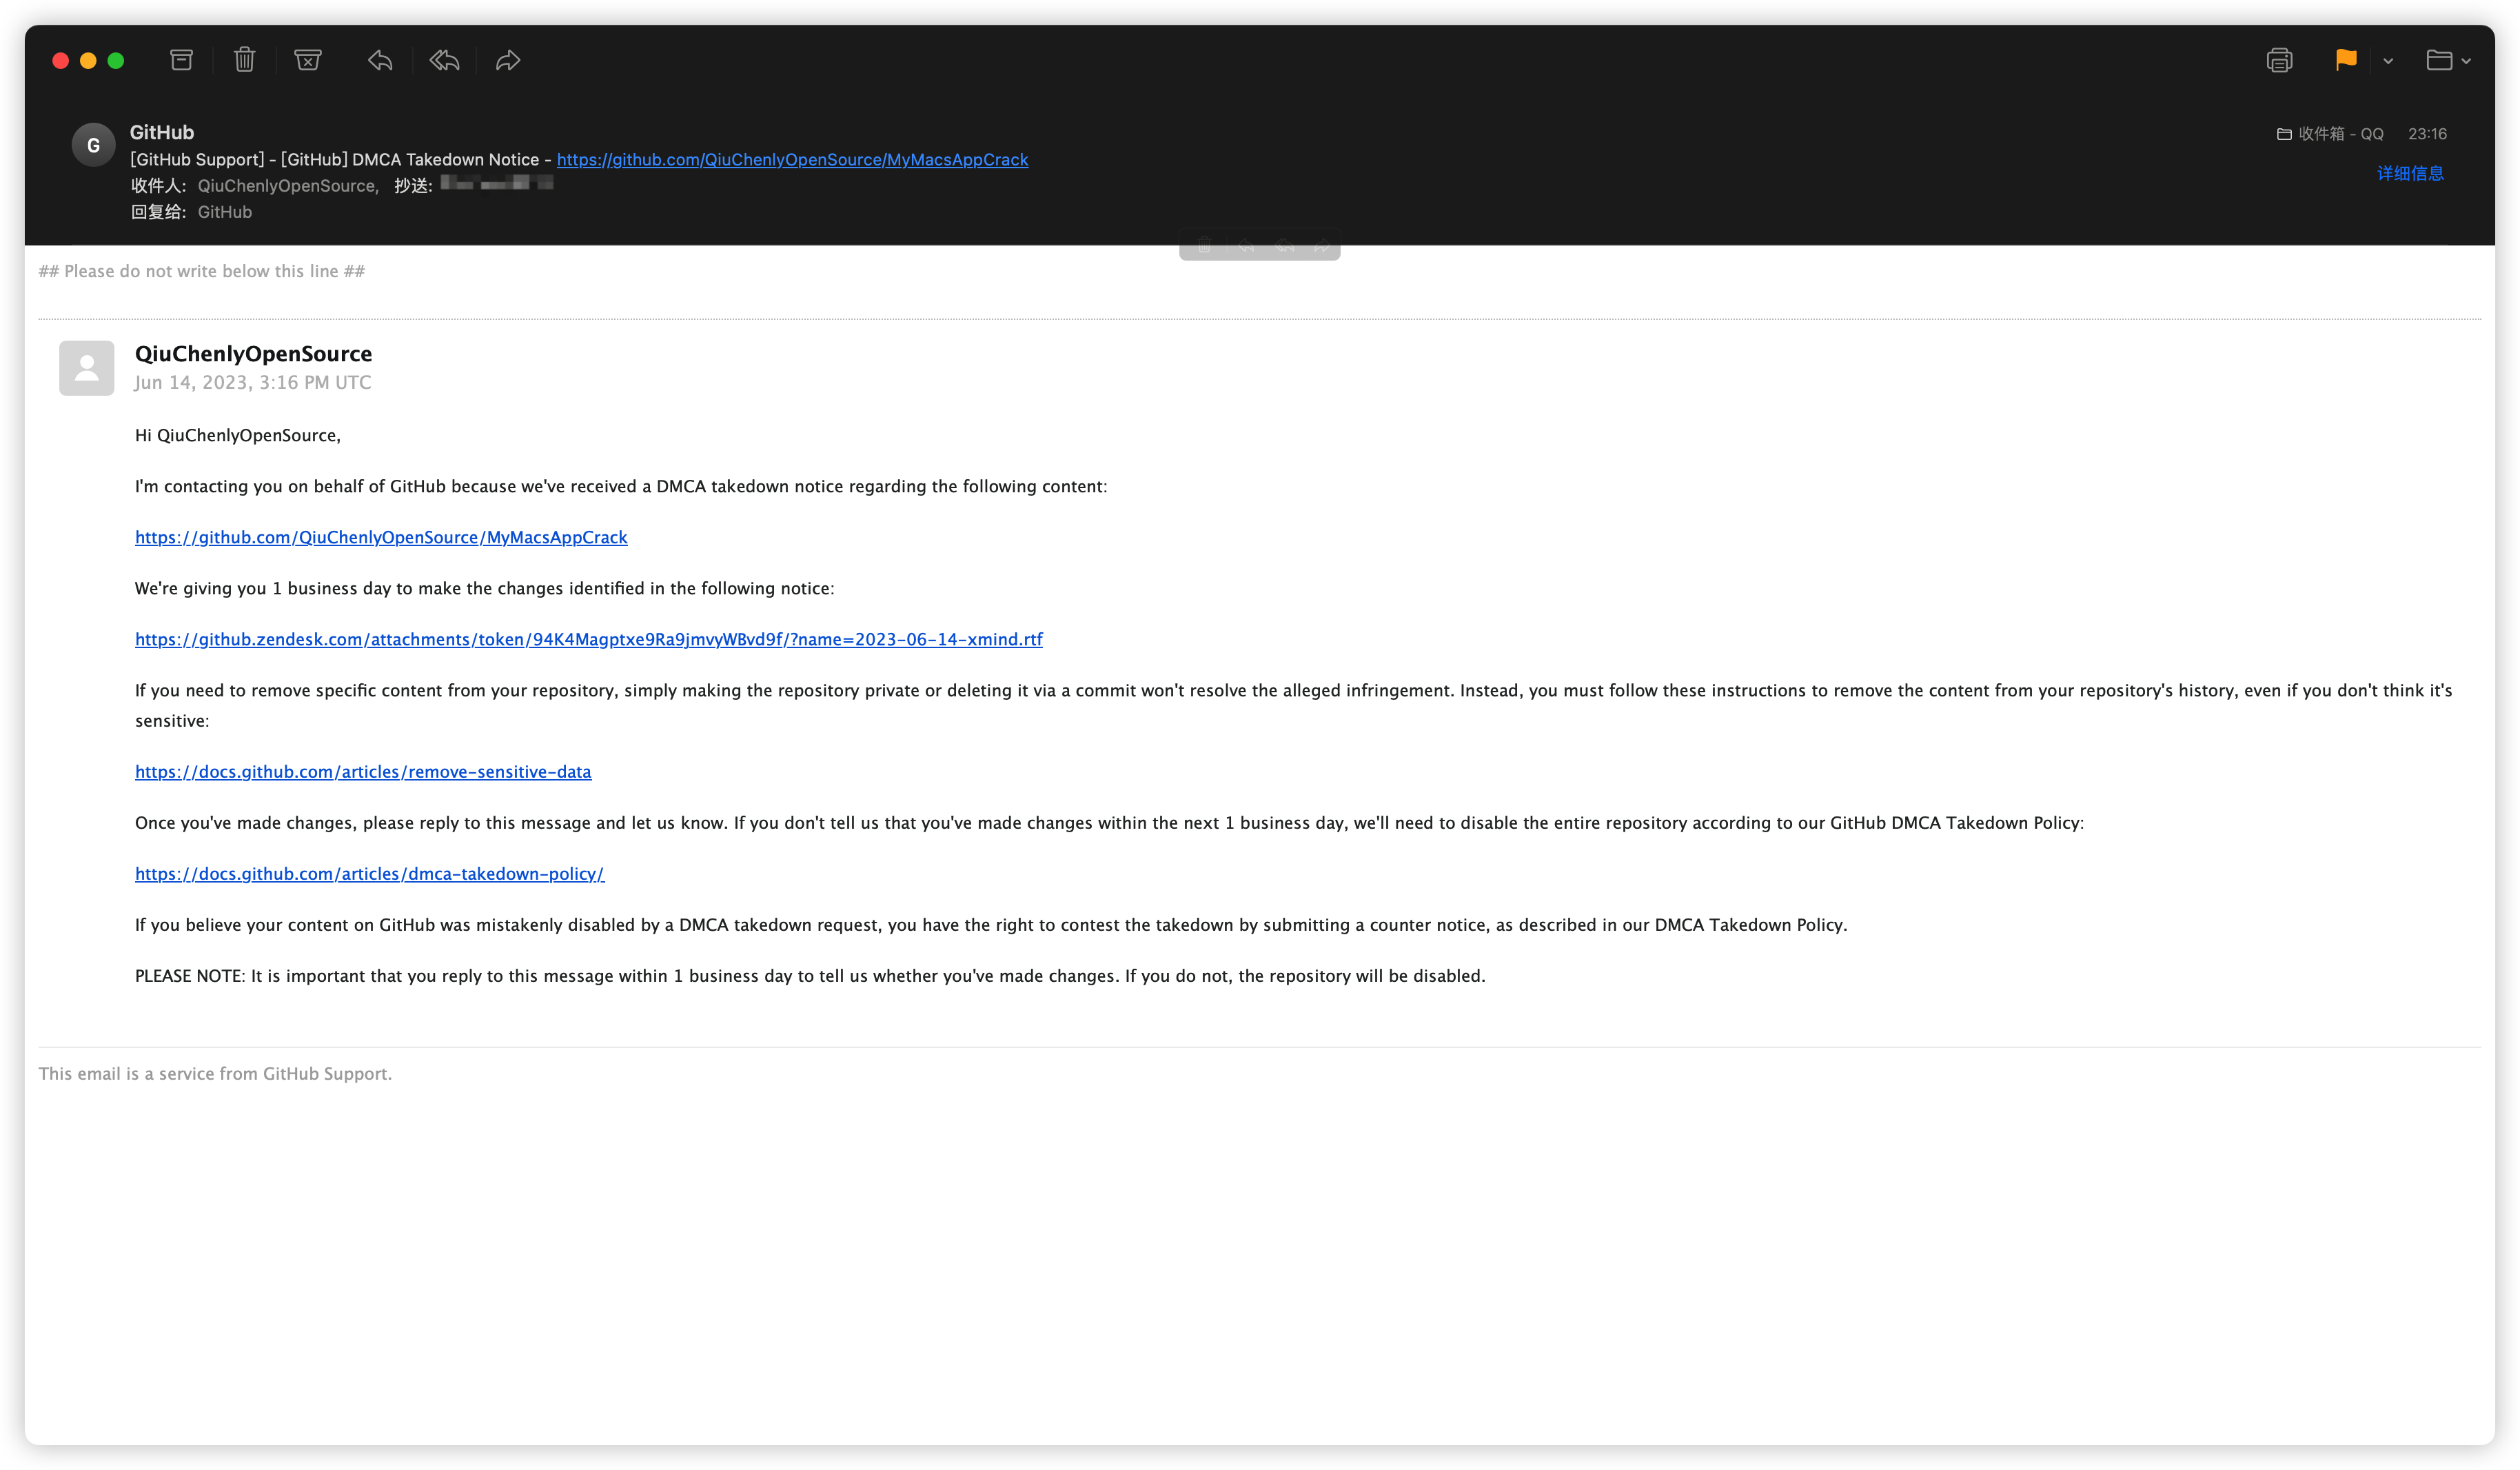 G
GitHub
收件箱 - QQ 23:16
[GitHub Support] - [GitHub] DMCA Takedown Notice - https://github.com/QiuChenlyOpenSource/MyMacsAppCrack
详细信息
收件人: QiuChenlyOpenSource, 抄送:
回复给: GitHub
## Please do not write below this line ##
QiuChenlyOpenSource
Jun 14, 2023, 3:16 PM UTC
Hi QiuChenlyOpenSource,
I'm contacting you on behalf of GitHub because we've received a DMCA takedown notice regarding the following content:
https://github.com/QiuChenlyOpenSource/MyMacsAppCrack
We're giving you 1 business day to make the changes identified in the following notice:
https://github.zendesk.com/attachments/token/94K4Magptxe9Ra9jmvyWBvd9f/?name=2023-06-14-xmind.rtf
If you need to remove specific content from your repository, simply making the repository private or deleting it via a commit won't resolve the alleged infringement. Instead, you must follow these instructions to remove the content from your repository's history, even if you don't think it's
sensitive:
https://docs.github.com/articles/remove-sensitive-data
Once you've made changes, please reply to this message and let us know. If you don't tell us that you've made changes within the next 1 business day, we'll need to disable the entire repository according to our GitHub DMCA Takedown Policy:
https://docs.github.com/articles/dmca-takedown-policy/
If you believe your content on GitHub was mistakenly disabled by a DMCA takedown request, you have the right to contest the takedown by submitting a counter notice, as described in our DMCA Takedown Policy.
PLEASE NOTE: It is important that you reply to this message within 1 business day to tell us whether you've made changes. If you do not, the repository will be disabled.
This email is a service from GitHub Support.